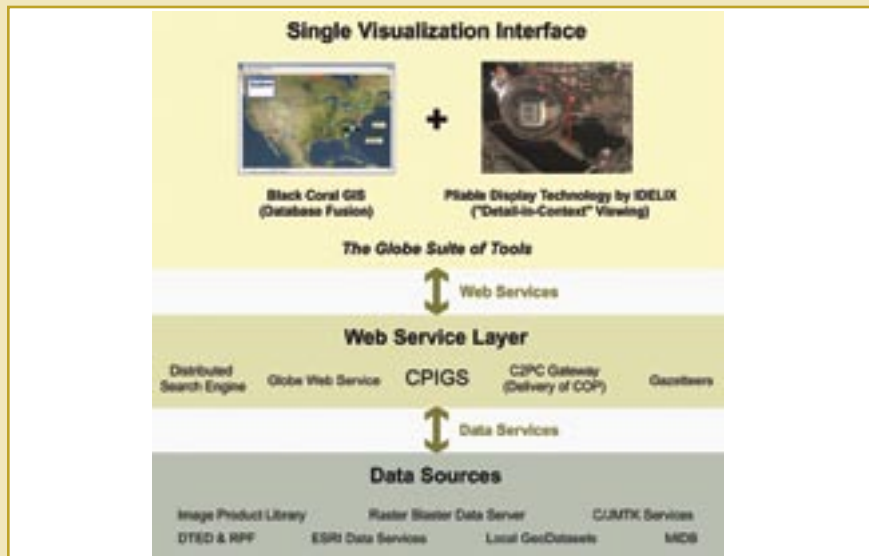 Single Visualization Interface
+
Black Coral GIS
(Database Fusion)
Pliable Display Technology by IDELIX
("Detail-in-Context" Viewing)
The Globe Suite of Tools
Web Services
Web Service Layer
Distributed
Search Engine
Globe Web Service
CPIGS
C2PC Gateway
(Delivery of COP)
Gazetteers
Data Services
Data Sources
Image Product Library
Raster Blaster Data Server
C/JMTK Services
DTED & RPF
ESRI Data Services
Local GeoDatasets
MIDB